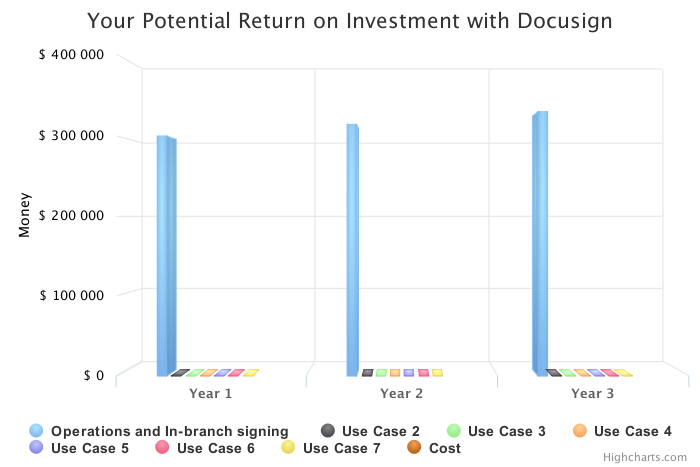 Your Potential Return on Investment with Docusign
$ 400 000
$ 300 000
$ 200 000
$ 100 000
$ 0
Money
Year 1
Year 2
Year 3
Operations and In-branch signing
Use Case 2
Use Case 3
Use Case 4
Use Case 5
Use Case 6
Use Case 7
Cost
Highcharts.com